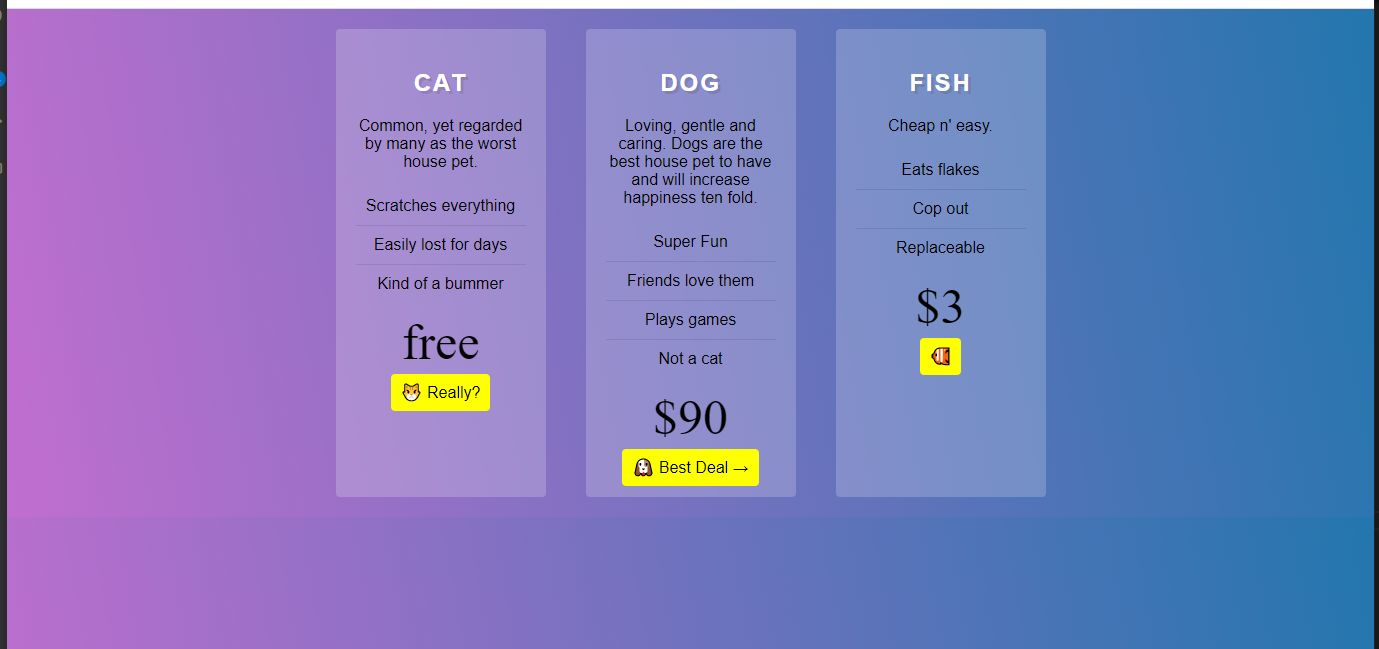 CAT
Common, yet regarded
by many as the worst
house pet.
Scratches everything
Easily lost for days
Kind of a bummer
free
🐱 Really?
DOG
Loving, gentle and
caring. Dogs are the
best house pet to have
and will increase
happiness ten fold.
Super Fun
Friends love them
Plays games
Not a cat
$90
🐶 Best Deal →
FISH
Cheap n' easy.
Eats flakes
Cop out
Replaceable
$3